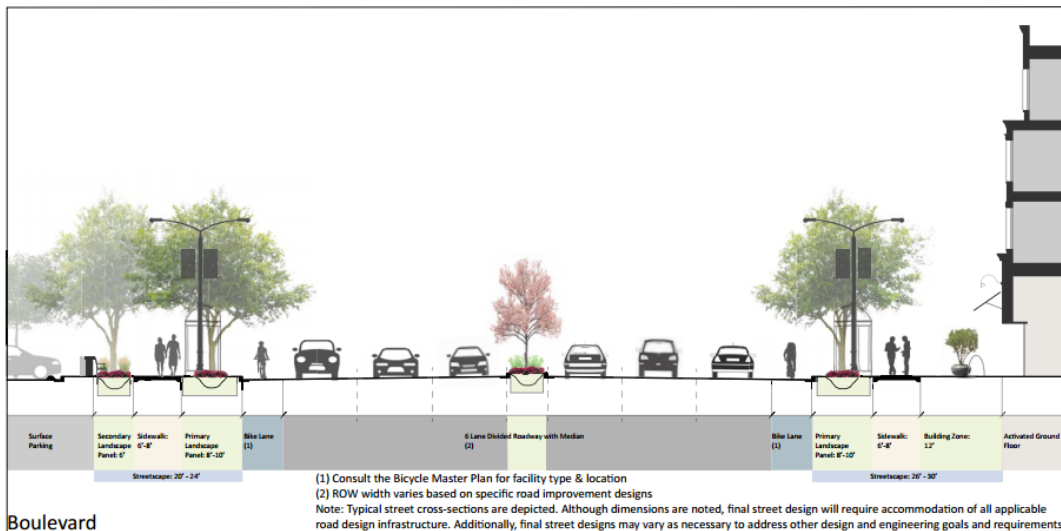 Surface
Parking
Secondary
Landscape
Panel: 6'
Sidewalk:
6'-8'
Primary
Landscape
Panel: 8'-10'
Bike Lane
(1)
6 Lane Divided Roadway with Median
(2)
Bike Lane
(1)
Primary
Landscape
Panel: 8'-10'
Sidewalk:
6'-8'
Building Zone:
12'
Activated Ground
Floor
Streetscape: 20' - 24'
Streetscape: 26' - 30'
(1) Consult the Bicycle Master Plan for facility type & location
(2) ROW width varies based on specific road improvement designs
Note: Typical street cross-sections are depicted. Although dimensions are noted, final street design will require accommodation of all applicable
road design infrastructure. Additionally, final street designs may vary as necessary to address other design and engineering goals and requirements
Boulevard